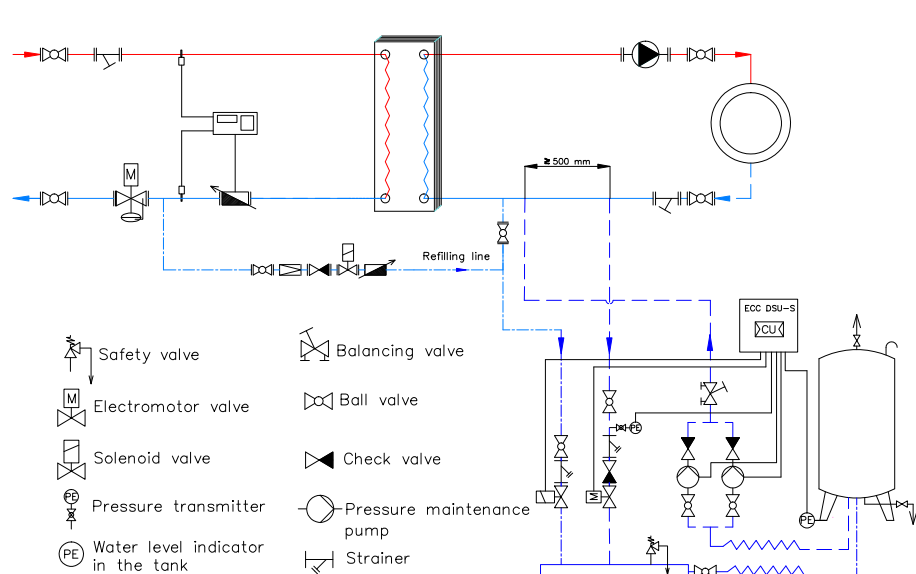 ≥500 mm
M
Refilling line
ECC DSU-S
CU
PE
M
PE
Safety valve
M
Electromotor valve
Solenoid valve
PE
Pressure transmitter
PE
Water level indicator
in the tank
Balancing valve
Ball valve
Check valve
Pressure maintenance
pump
Strainer